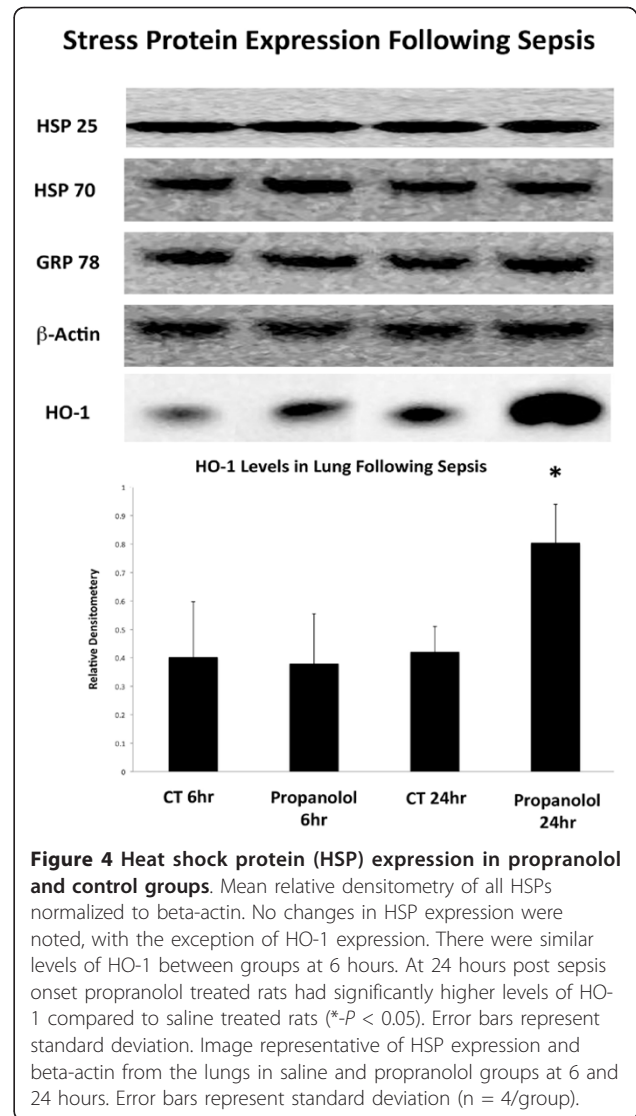 Stress Protein Expression Following Sepsis
HSP 25
HSP 70
GRP 78
β-Actin
HO-1
HO-1 Levels in Lung Following Sepsis
*
Relative Densitometery
1
0.9
0.8
0.7
0.6
0.5
0.4
0.3
0.2
0.1
0
CT 6hr
Propanolol
6hr
CT 24hr
Propanolol
24hr
Figure 4 Heat shock protein (HSP) expression in propranolol
and control groups. Mean relative densitometry of all HSPs
normalized to beta-actin. No changes in HSP expression were
noted, with the exception of HO-1 expression. There were similar
levels of HO-1 between groups at 6 hours. At 24 hours post sepsis
onset propranolol treated rats had significantly higher levels of HO-
1 compared to saline treated rats (*-P < 0.05). Error bars represent
standard deviation. Image representative of HSP expression and
beta-actin from the lungs in saline and propranolol groups at 6 and
24 hours. Error bars represent standard deviation (n = 4/group).